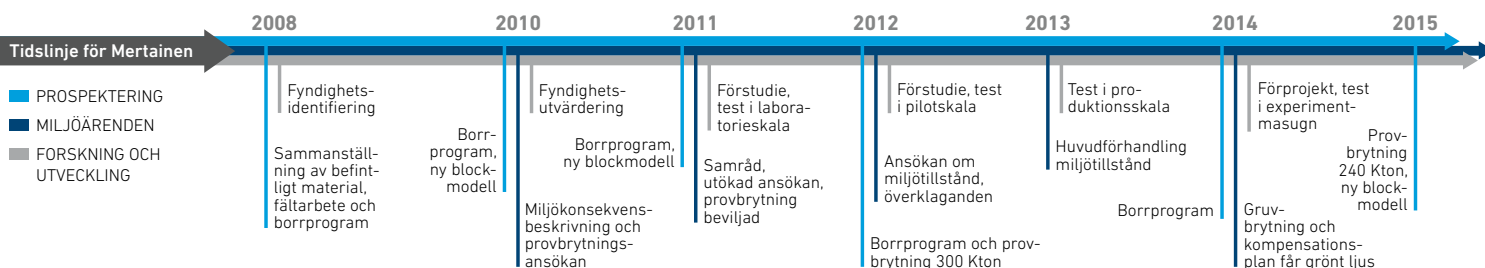 2008
2010
2011
2012
2013
2014
2015
Tidslinje för Mertainen
PROSPEKTERING
MILJÖÄRENDEN
FORSKNING OCH
UTVECKLING
Fyndighets-
identifiering
Sammanställ-
ning av befint-
ligt material,
fältarbete och
borrprogram
Borr-
program,
ny block-
modell
Fyndighets-
utvärdering
Miljökonsekvens-
beskrivning och
provbrytnings-
ansökan
Borrprogram,
ny blockmodell
Förstudie,
test i labora-
torieskala
Samråd,
utökad ansökan,
provbrytning
beviljad
Förstudie, test
i pilotskala
Ansökan om
miljötillstånd,
överklaganden
Borrprogram och prov-
brytning 300 Kton
Test i pro-
duktionsskala
Huvudförhandling
miljötillstånd
Borrprogram
Förprojekt, test
i experiment-
masugn
Gruv-
brytning och
kompensations-
plan får grönt ljus
Prov-
brytning
240 Kton,
ny block-
modell